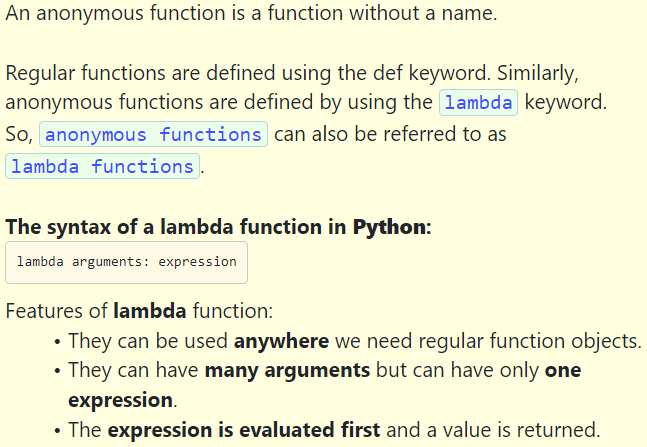 An anonymous function is a function without a name.
Regular functions are defined using the def keyword. Similarly,
anonymous functions are defined by using the lambda keyword.
So, anonymous functions can also be referred to as
lambda functions.
The syntax of a lambda function in Python:
lambda arguments: expression
Features of lambda function:
• They can be used anywhere we need regular function objects.
• They can have many arguments but can have only one
expression.
• The expression is evaluated first and a value is returned.